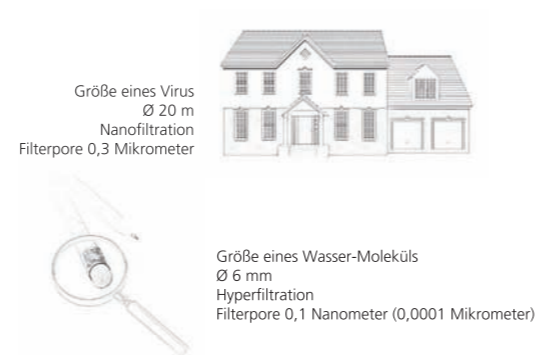 Größe eines Virus
Ø 20 m
Nanofiltration
Filterpore 0,3 Mikrometer
Größe eines Wasser-Moleküls
Ø 6 mm
Hyperfiltration
Filterpore 0,1 Nanometer (0,0001 Mikrometer)